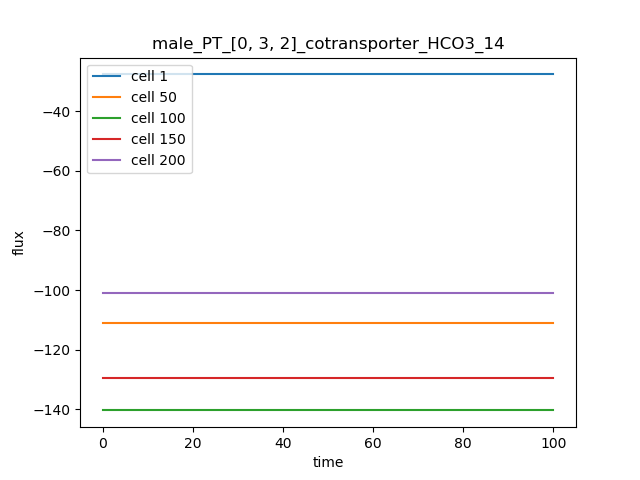 male_PT_[0, 3, 2]_cotransporter_HCO3_14
cell 1
cell 50
cell 100
cell 150
cell 200
flux
−40
−60
−80
−100
−120
−140
0 20 40 60 80 100
time